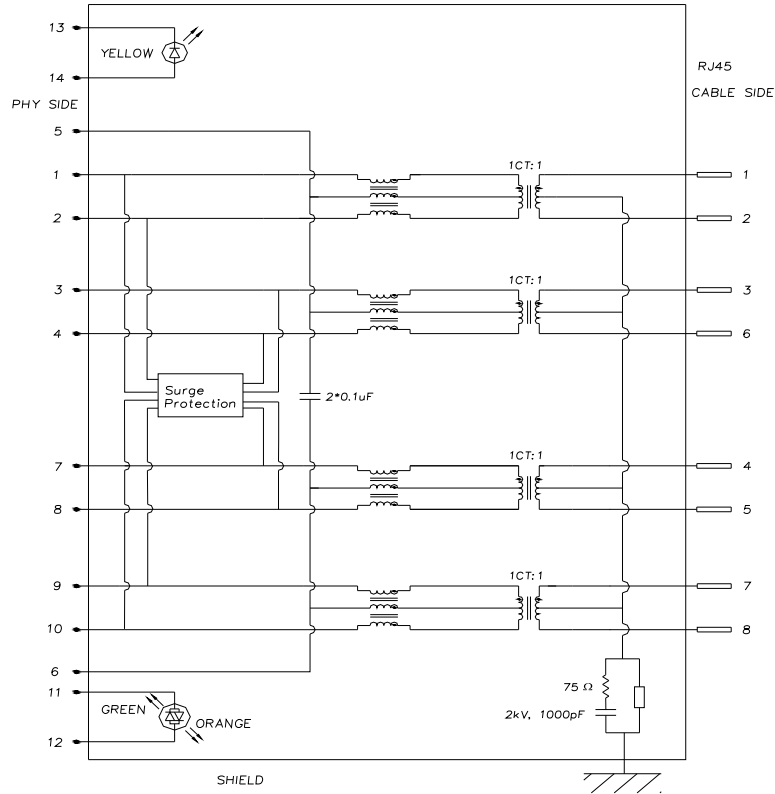 13
YELLOW
14
RJ45
CABLE SIDE
PHY SIDE
5
1CT:1
1
1
2
2
1CT:1
3
3
4
6
Surge
Protection
2*0.1uF
1CT:1
7
4
8
5
1CT:1
9
7
10
8
6
11
GREEN
ORANGE
12
75 Ω
2kV, 1000pF
SHIELD